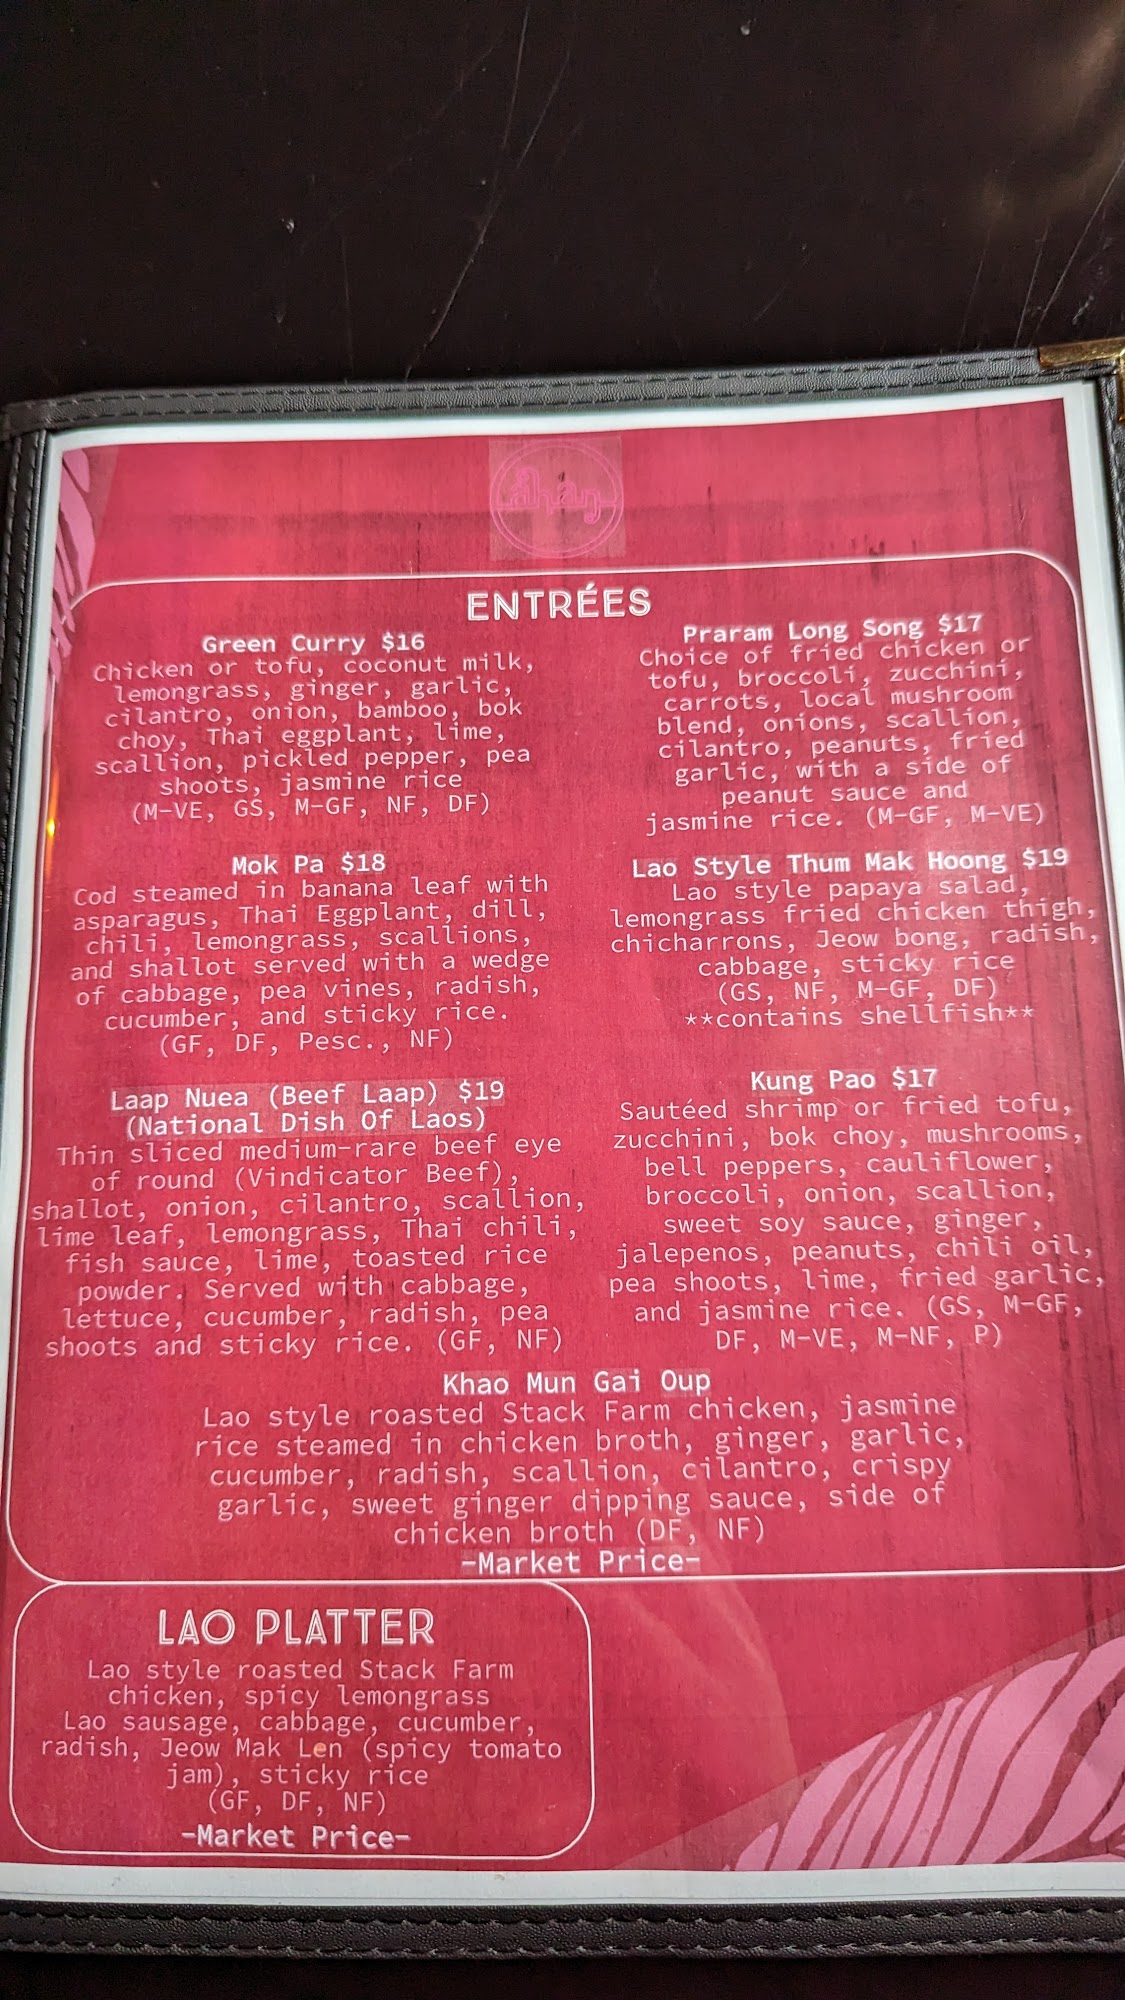 ahan
ENTRÉES
Green Curry $16
Chicken or tofu, coconut milk,
lemongrass, ginger, garlic,
cilantro, onion, bamboo, bok
choy, Thai eggplant, lime,
scallion, pickled pepper, pea
shoots, jasmine rice
(M-VE, GS, M-GF, NF, DF)
Mok Pa $18
Cod steamed in banana leaf with
asparagus, Thai Eggplant, dill,
chili, lemongrass, scallions,
and shallot served with a wedge
of cabbage, pea vines, radish,
cucumber, and sticky rice.
(GF, DF, Pesc., NF)
Laap Nuea (Beef Laap) $19
(National Dish Of Laos)
Thin sliced medium-rare beef eye
of round (Vindicator Beef),
shallot, onion, cilantro, scallion,
lime leaf, lemongrass, Thai chili,
fish sauce, lime, toasted rice
powder. Served with cabbage,
lettuce, cucumber, radish, pea
shoots and sticky rice. (GF, NF)
Praram Long Song $17
Choice of fried chicken or
tofu, broccoli, zucchini,
carrots, local mushroom
blend, onions, scallion,
cilantro, peanuts, fried
garlic, with a side of
peanut sauce and
jasmine rice. (M-GF, M-VE)
Lao Style Thum Mak Hoong $19
Lao style papaya salad,
lemongrass fried chicken thigh,
chicharrons, Jeow bong, radish,
cabbage, sticky rice
(GS, NF, M-GF, DF)
**contains shellfish**
Kung Pao $17
Sautéed shrimp or fried tofu,
zucchini, bok choy, mushrooms,
bell peppers, cauliflower,
broccoli, onion, scallion,
sweet soy sauce, ginger,
jalepenos, peanuts, chili oil,
pea shoots, lime, fried garlic,
and jasmine rice. (GS, M-GF,
DF, M-VE, M-NF, P)
Khao Mun Gai Oup
Lao style roasted Stack Farm chicken, jasmine
rice steamed in chicken broth, ginger, garlic,
cucumber, radish, scallion, cilantro, crispy
garlic, sweet ginger dipping sauce, side of
chicken broth (DF, NF)
-Market Price-
LAO PLATTER
Lao style roasted Stack Farm
chicken, spicy lemongrass
Lao sausage, cabbage, cucumber,
radish, Jeow Mak Len (spicy tomato
jam), sticky rice
(GF, DF, NF)
-Market Price-